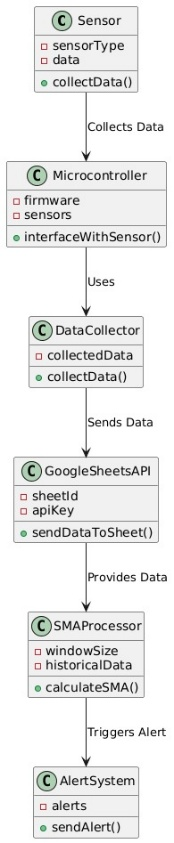 C Sensor
sensorType
data
collectData()
Collects Data
C Microcontroller
firmware
sensors
interfaceWithSensor()
Uses
C DataCollector
collectedData
collectData()
Sends Data
C GoogleSheetsAPI
sheetId
apiKey
sendDataToSheet()
Provides Data
C SMAProcessor
windowSize
historicalData
calculateSMA()
Triggers Alert
C AlertSystem
alerts
sendAlert()